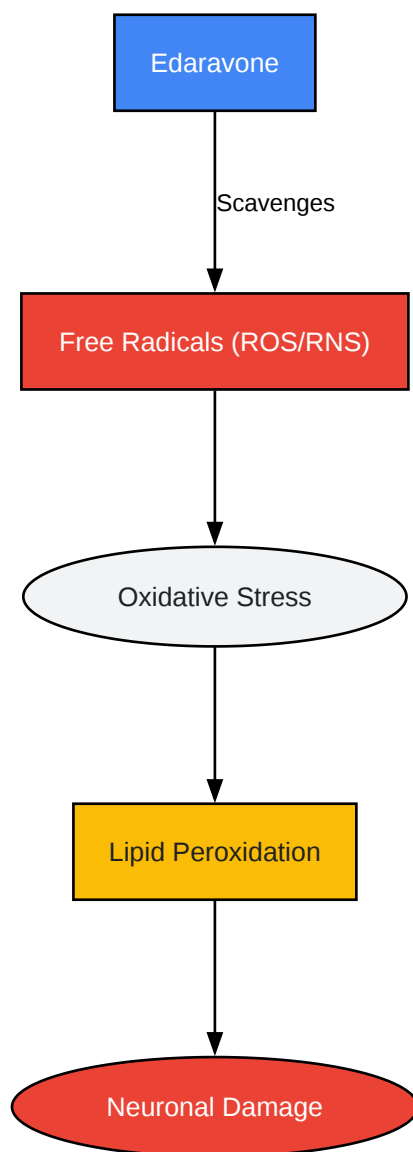 Edaravone
Scavenges
Free Radicals (ROS/RNS)
Oxidative Stress
Lipid Peroxidation
Neuronal Damage